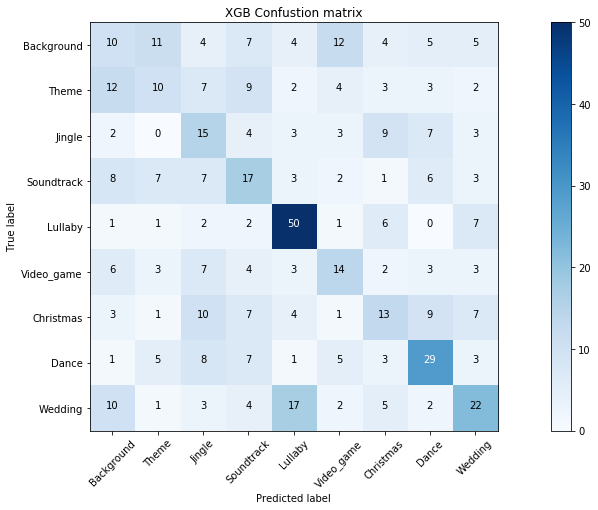 XGB Confustion matrix
Background 10 11 4 7 4 12 4 5 5
Theme 12 10 7 9 2 4 3 3 2
Jingle 2 0 15 4 3 3 9 7 3
Soundtrack 8 7 7 17 3 2 1 6 3
Lullaby 1 1 2 2 50 1 6 0 7
Video_game 6 3 7 4 3 14 2 3 3
Christmas 3 1 10 7 4 1 13 9 7
Dance 1 5 8 7 1 5 3 29 3
Wedding 10 1 3 4 17 2 5 2 22
Background Theme Jingle Soundtrack Lullaby Video_game Christmas Dance Wedding
Predicted label
True label
50
40
30
20
10
0